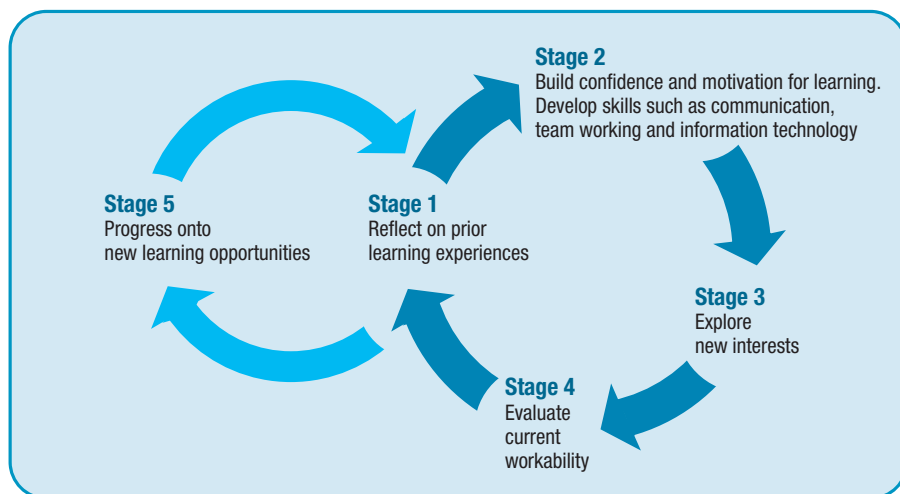 Stage 1
Reflect on prior
learning experiences
Stage 2
Build confidence and motivation for learning.
Develop skills such as communication,
team working and information technology
Stage 3
Explore
new interests
Stage 4
Evaluate
current
workability
Stage 5
Progress onto
new learning opportunities